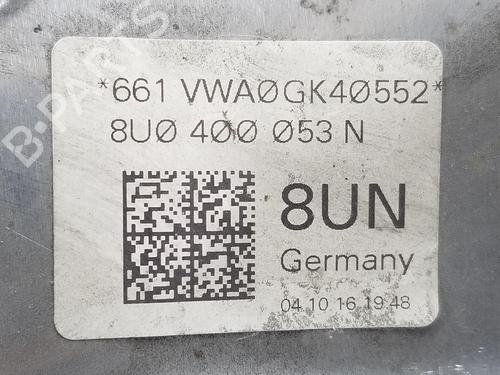 *661 VWA0GK40552*
8U0 400 053 N
8UN
Germany
04.10.16 19:48
B-PARTS